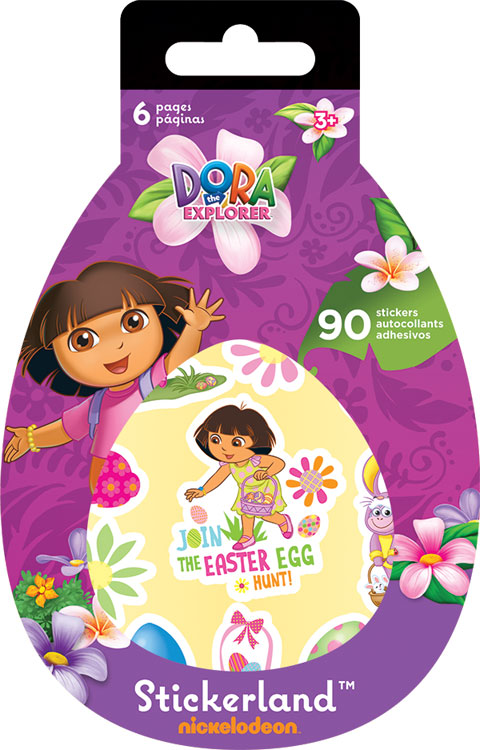 6 pages
páginas
3+
DORA
the
EXPLORER
90 stickers
autocollants
adhesivos
JOIN
THE EASTER EGG
HUNT!
Stickerland™
nickelodeon